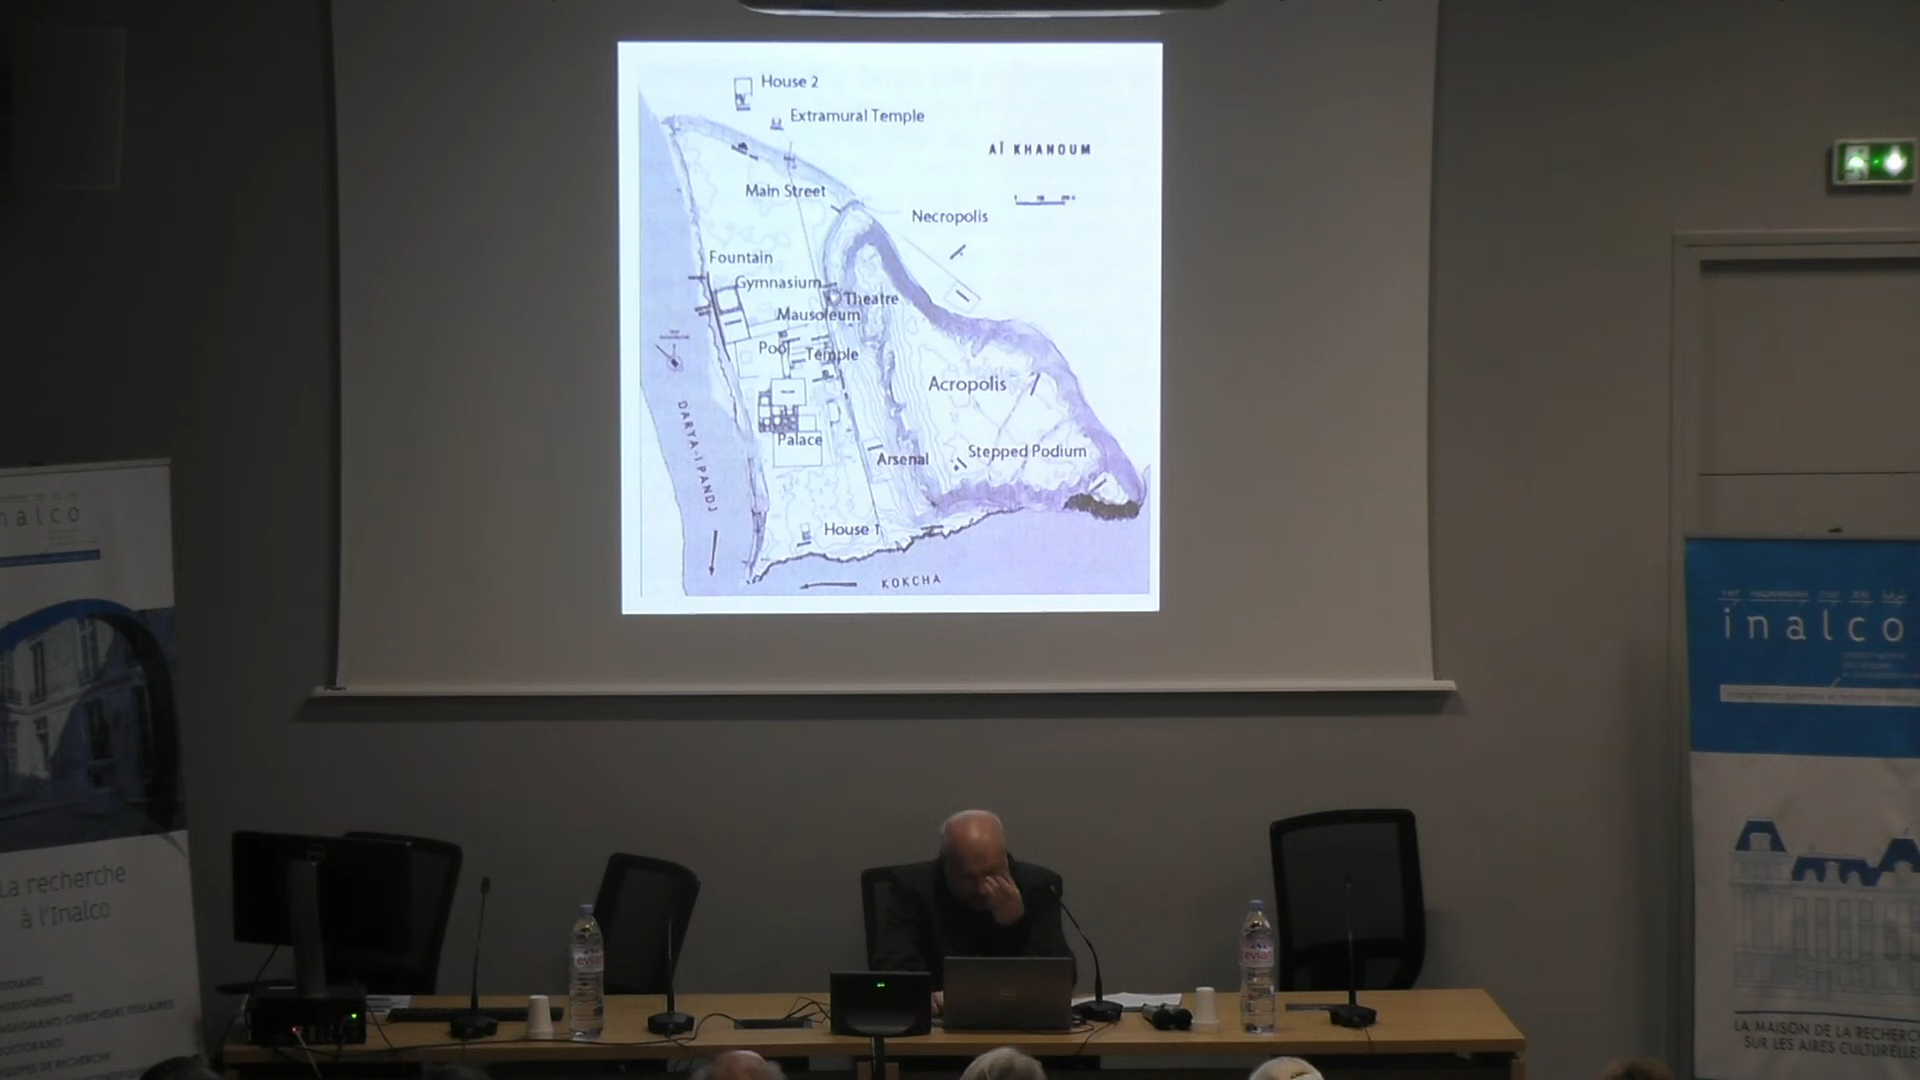 House 2
Extramural Temple
AÏ KHANOUM
Main Street
Necropolis
Fountain
Gymnasium
Theatre
Mausoleum
Pool
Temple
Acropolis
DARYA-I PANDJ
Palace
Stepped Podium
Arsenal
House 1
KOKCHA
inalco
La recherche
à l'Inalco
inalco
evian
evian
LA MAISON DE LA RECHERC
SUR LES AIRES CULTURELLE